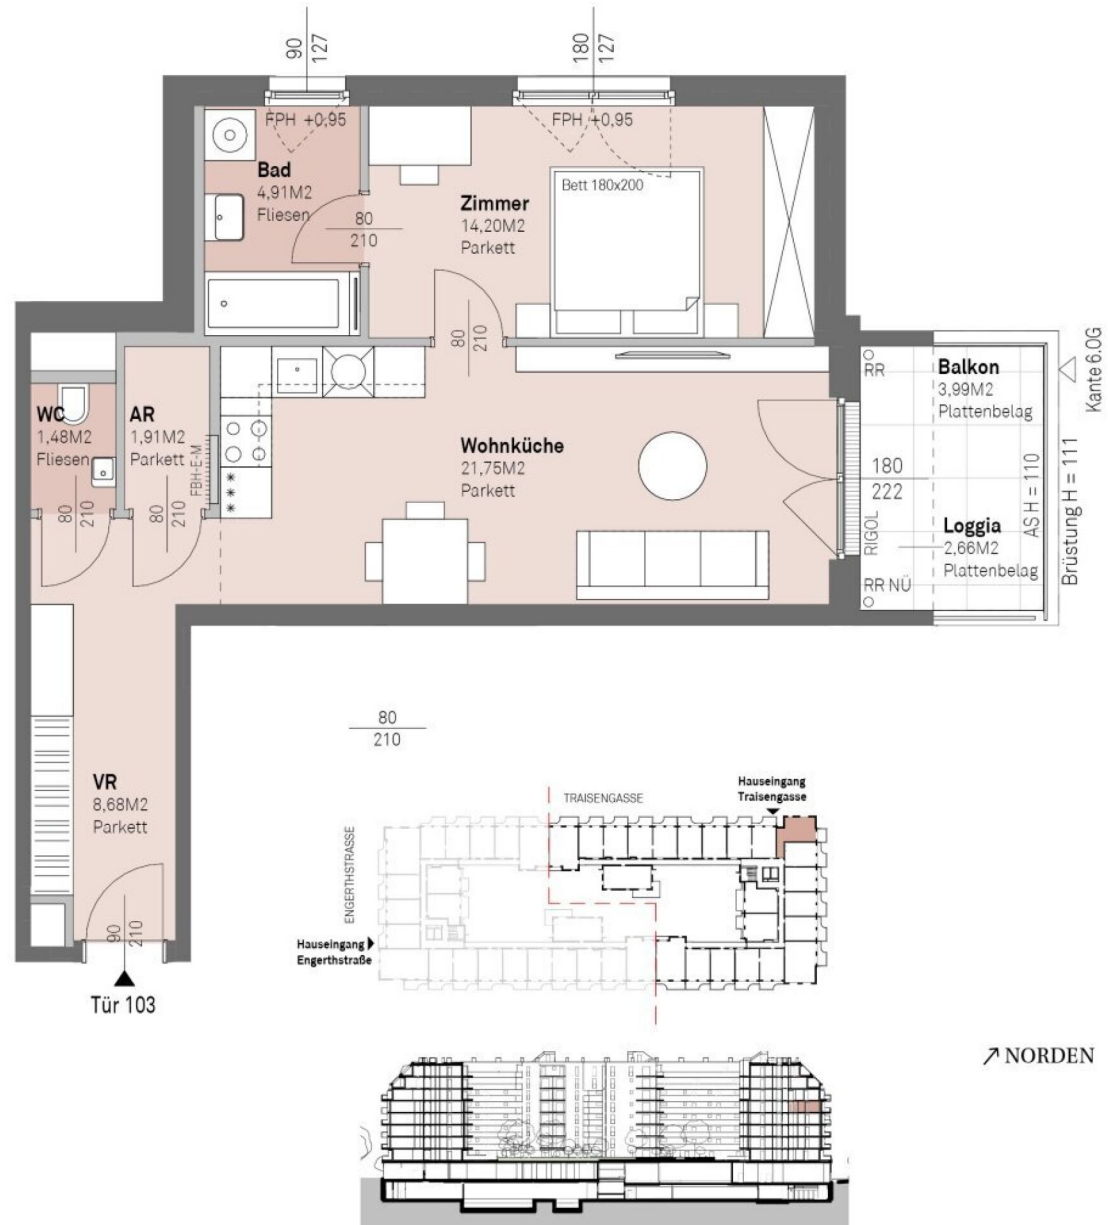 90
127
180
127
FPH +0,95
FPH +0,95
Bad
4,91M2
Fliesen
80
210
Zimmer
14,20M2
Parkett
Bett 180x200
80
210
WC
1,48M2
Fliesen
80
210
AR
1,91M2
Parkett
80
210
FBH-E-M
Wohnküche
21,75M2
Parkett
RR
Balkon
3,99M2
Plattenbelag
180
222
RIGOL
Loggia
2,66M2
Plattenbelag
RR NÜ
AS H = 110
Brüstung H = 111
Kante 6.OG
VR
8,68M2
Parkett
90
210
Tür 103
80
210
TRAISENGASSE
Hauseingang
Traisengasse
ENGERTHSTRASSE
Hauseingang
Engerthstraße
NORDEN